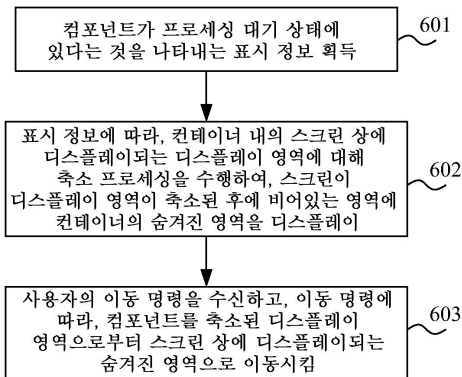 컴포넌트가 프로세싱 대기 상태에
있다는 것을 나타내는 표시 정보 획득
601
표시 정보에 따라, 컨테이너 내의 스크린 상에
디스플레이되는 디스플레이 영역에 대해
축소 프로세싱을 수행하여, 스크린이
디스플레이 영역이 축소된 후에 비어있는 영역에
컨테이너의 숨겨진 영역을 디스플레이
602
사용자의 이동 명령을 수신하고, 이동 명령에
따라, 컴포넌트를 축소된 디스플레이
영역으로부터 스크린 상에 디스플레이되는
숨겨진 영역으로 이동시킴
603